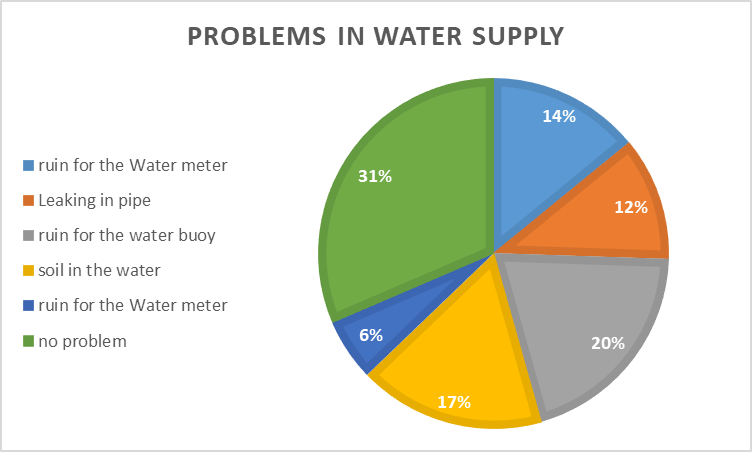 PROBLEMS IN WATER SUPPLY
ruin for the Water meter
Leaking in pipe
ruin for the water buoy
soil in the water
ruin for the Water meter
no problem
14%
12%
20%
17%
6%
31%